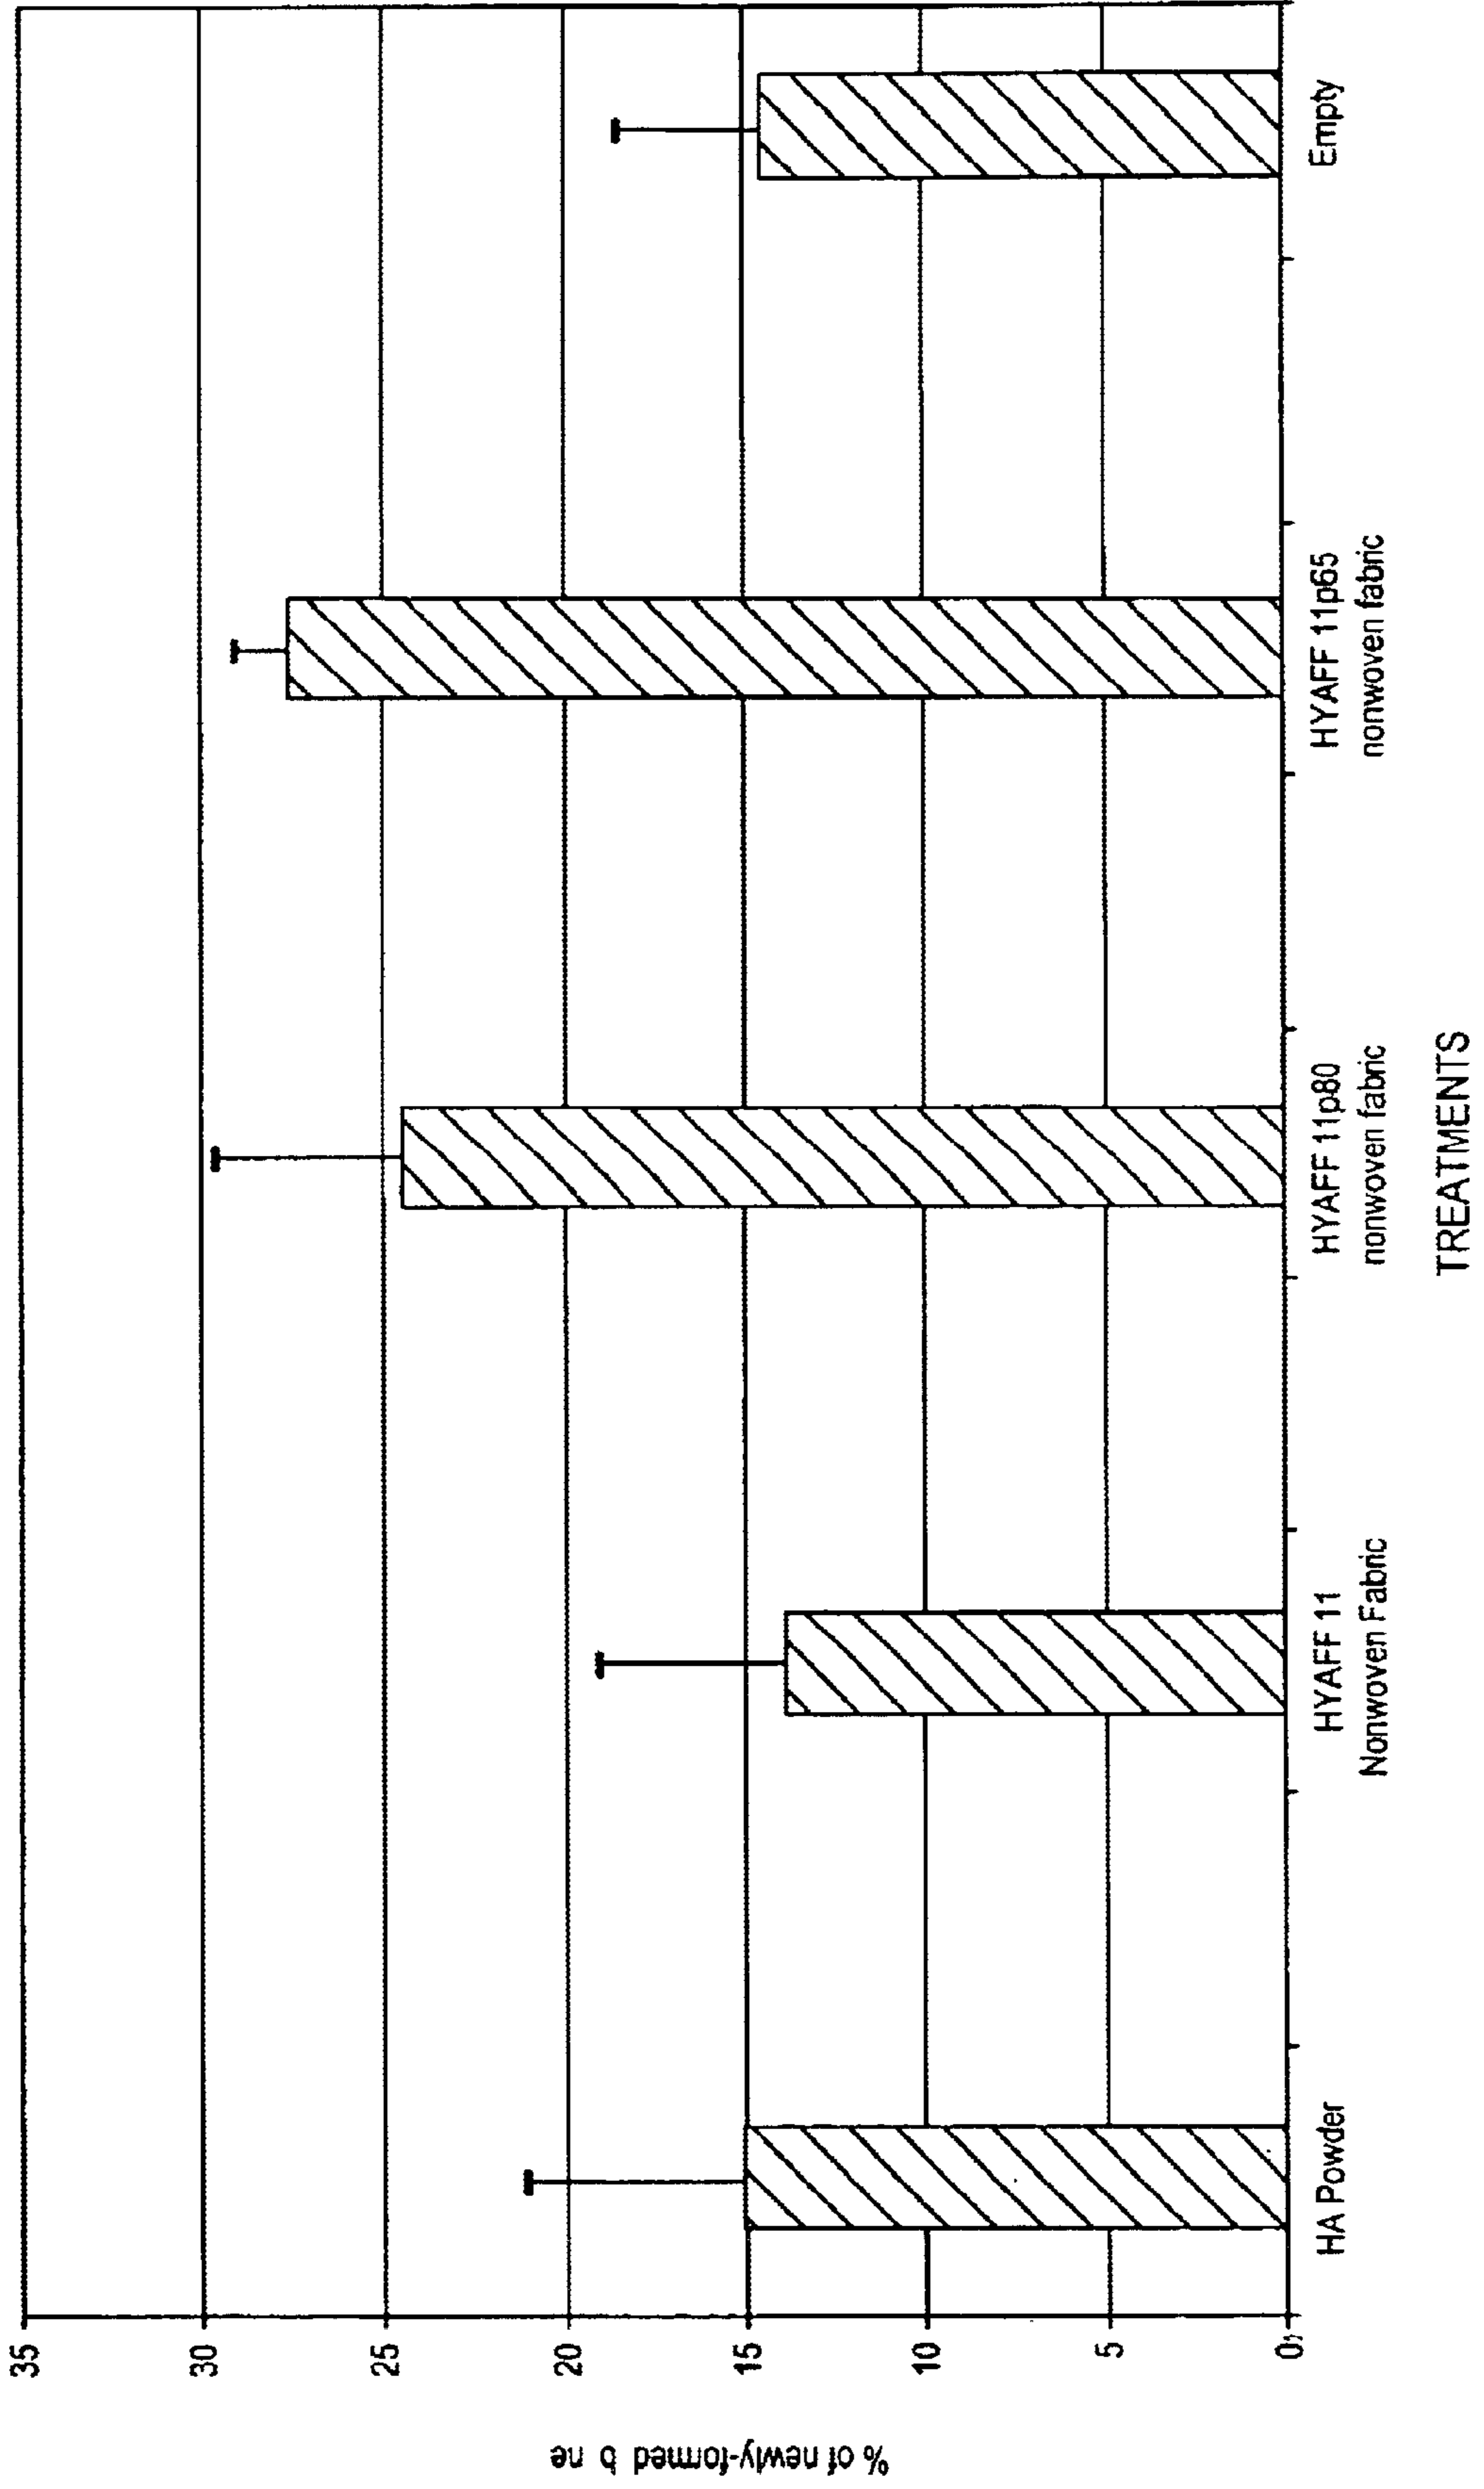 % of newly-formed b ne
35
30
25
20
15
10
5
0
HA Powder
HYAFF 11
Nonwoven Fabric
HYAFF 11p80
nonwoven fabric
HYAFF 11p65
nonwoven fabric
Empty
TREATMENTS